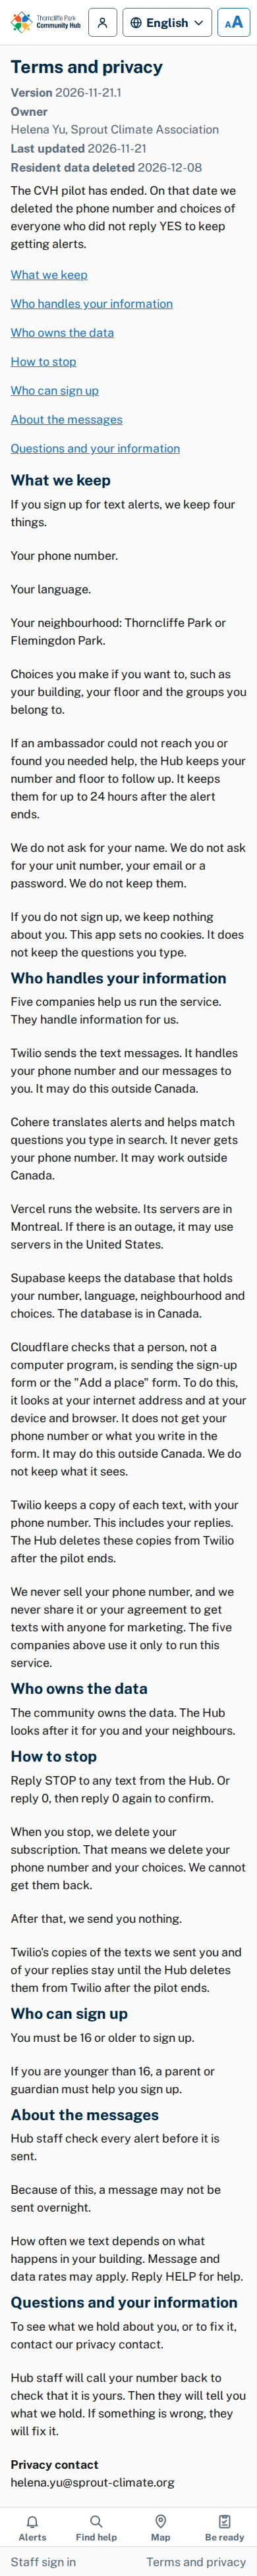 Thorncliffe Park
Community Hub
English
AA
Terms and privacy
Version 2026-11-21.1
Owner
Helena Yu, Sprout Climate Association
Last updated 2026-11-21
Resident data deleted 2026-12-08
The CVH pilot has ended. On that date we
deleted the phone number and choices of
everyone who did not reply YES to keep
getting alerts.
What we keep
Who handles your information
Who owns the data
How to stop
Who can sign up
About the messages
Questions and your information
What we keep
If you sign up for text alerts, we keep four
things.
Your phone number.
Your language.
Your neighbourhood: Thorncliffe Park or
Flemingdon Park.
Choices you make if you want to, such as
your building, your floor and the groups you
belong to.
If an ambassador could not reach you or
found you needed help, the Hub keeps your
number and floor to follow up. It keeps
them for up to 24 hours after the alert
ends.
We do not ask for your name. We do not ask
for your unit number, your email or a
password. We do not keep them.
If you do not sign up, we keep nothing
about you. This app sets no cookies. It does
not keep the questions you type.
Who handles your information
Five companies help us run the service.
They handle information for us.
Twilio sends the text messages. It handles
your phone number and our messages to
you. It may do this outside Canada.
Cohere translates alerts and helps match
questions you type in search. It never gets
your phone number. It may work outside
Canada.
Vercel runs the website. Its servers are in
Montreal. If there is an outage, it may use
servers in the United States.
Supabase keeps the database that holds
your number, language, neighbourhood and
choices. The database is in Canada.
Cloudflare checks that a person, not a
computer program, is sending the sign-up
form or the "Add a place" form. To do this,
it looks at your internet address and at your
device and browser. It does not get your
phone number or what you write in the
form. It may do this outside Canada. We do
not keep what it sees.
Twilio keeps a copy of each text, with your
phone number. This includes your replies.
The Hub deletes these copies from Twilio
after the pilot ends.
We never sell your phone number, and we
never share it or your agreement to get
texts with anyone for marketing. The five
companies above use it only to run this
service.
Who owns the data
The community owns the data. The Hub
looks after it for you and your neighbours.
How to stop
Reply STOP to any text from the Hub. Or
reply 0, then reply 0 again to confirm.
When you stop, we delete your
subscription. That means we delete your
phone number and your choices. We cannot
get them back.
After that, we send you nothing.
Twilio's copies of the texts we sent you and
of your replies stay until the Hub deletes
them from Twilio after the pilot ends.
Who can sign up
You must be 16 or older to sign up.
If you are younger than 16, a parent or
guardian must help you sign up.
About the messages
Hub staff check every alert before it is
sent.
Because of this, a message may not be
sent overnight.
How often we text depends on what
happens in your building. Message and
data rates may apply. Reply HELP for help.
Questions and your information
To see what we hold about you, or to fix it,
contact our privacy contact.
Hub staff will call your number back to
check that it is yours. Then they will tell you
what we hold. If something is wrong, they
will fix it.
Privacy contact
helena.yu@sprout-climate.org
Alerts
Find help
Map
Be ready
Staff sign in
Terms and privacy